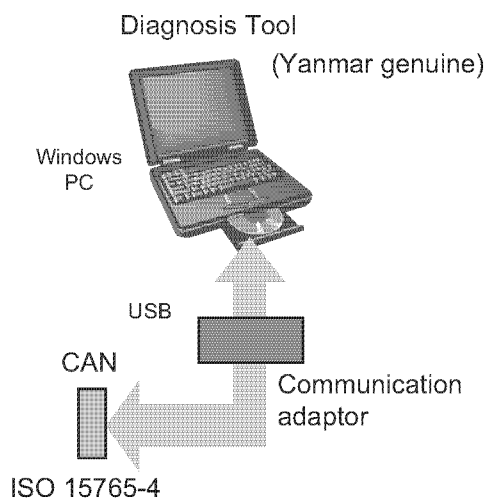 Diagnosis Tool
(Yanmar genuine)
Windows
PC
USB
CAN
Communication
adaptor
ISO 15765-4